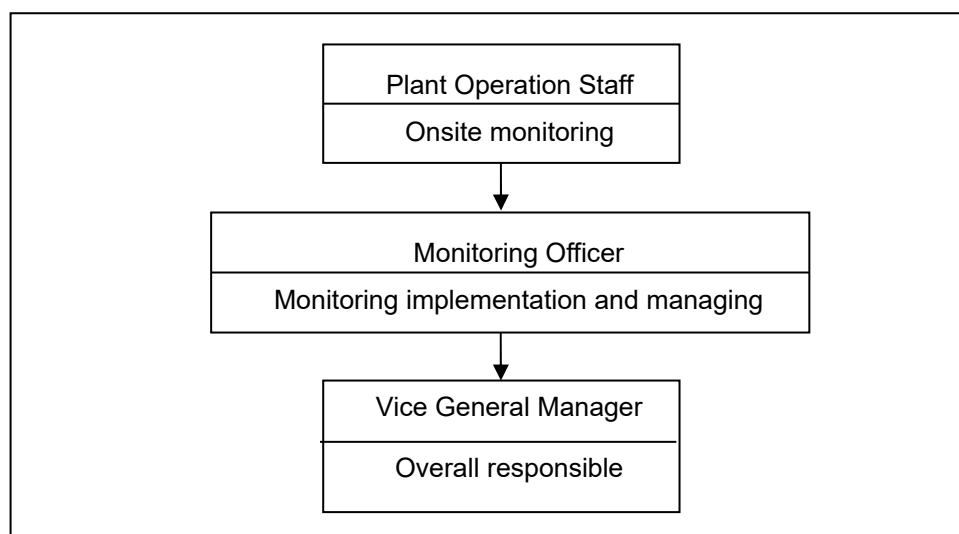 Plant Operation Staff
Onsite monitoring
Monitoring Officer
Monitoring implementation and managing
Vice General Manager
Overall responsible